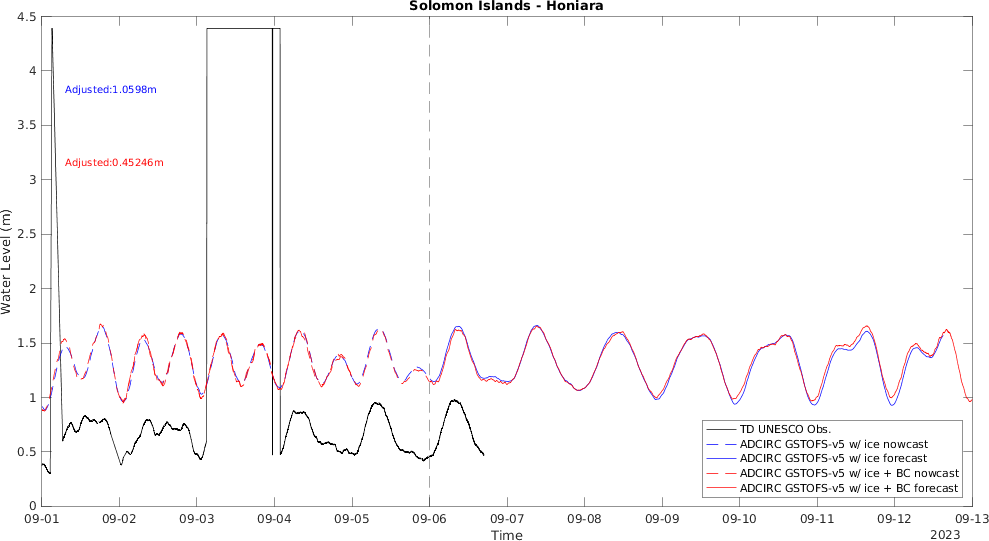 Solomon Islands - Honiara
4.5
4
3.5
3
2.5
2
1.5
1
0.5
0
Water Level (m)
Adjusted:1.0598m
Adjusted:0.45246m
TD UNESCO Obs.
ADCIRC GSTOFS-v5 w/ ice nowcast
ADCIRC GSTOFS-v5 w/ ice forecast
ADCIRC GSTOFS-v5 w/ ice + BC nowcast
ADCIRC GSTOFS-v5 w/ ice + BC forecast
09-01 09-02 09-03 09-04 09-05 09-06 09-07 09-08 09-09 09-10 09-11 09-12 09-13
Time
2023